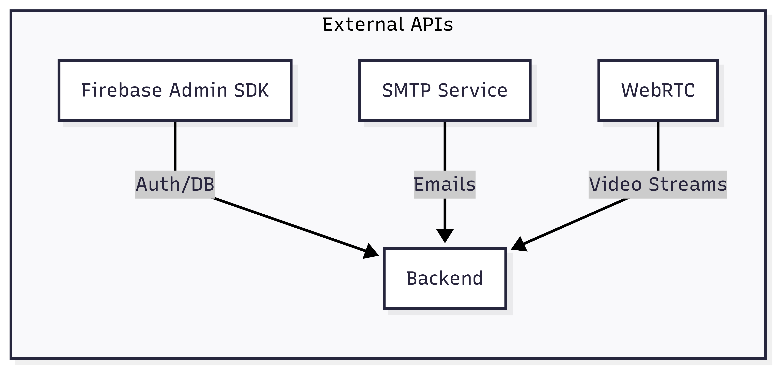 External APIs
Firebase Admin SDK
SMTP Service
WebRTC
Auth/DB
Emails
Video Streams
Backend